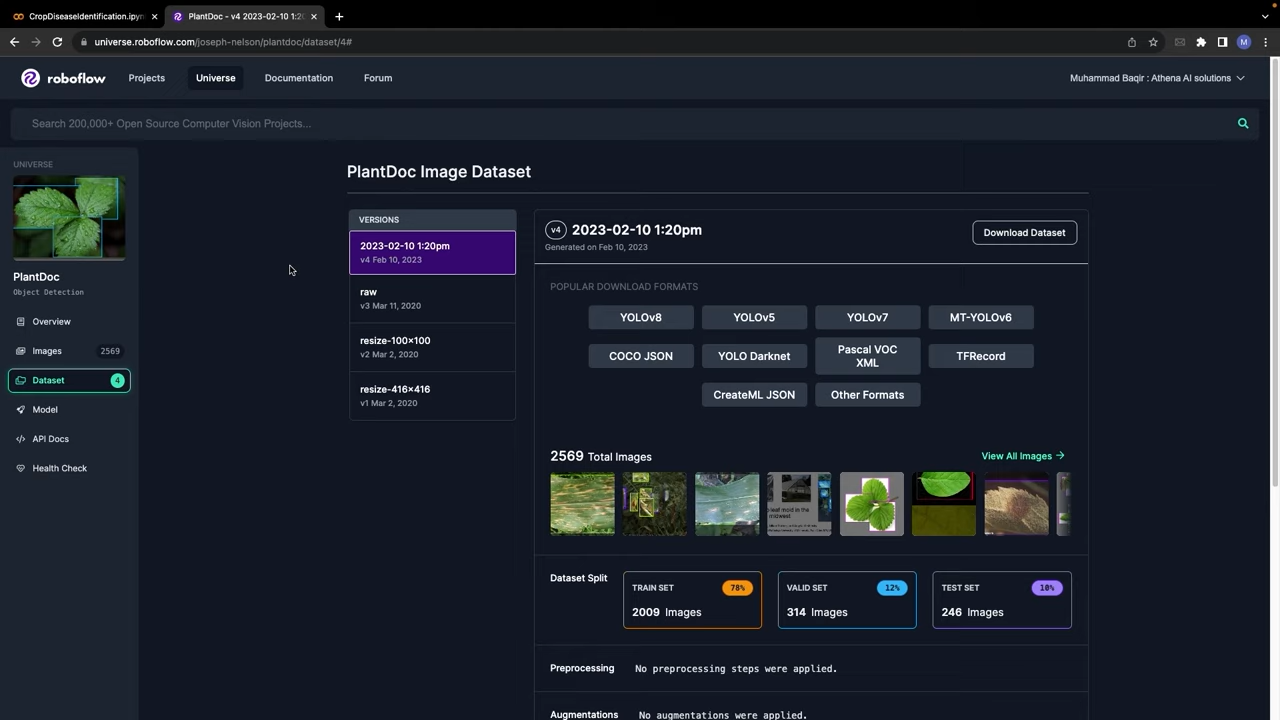 CropDiseaseIdentification.ipyn
PlantDoc - v4 2023-02-10 1:20
universe.roboflow.com/joseph-nelson/plantdoc/dataset/4#
M
roboflow
Projects
Universe
Documentation
Forum
Muhammad Baqir : Athena AI solutions
Search 200,000+ Open Source Computer Vision Projects...
UNIVERSE
PlantDoc
Object Detection
Overview
Images 2569
Dataset 4
Model
API Docs
Health Check
PlantDoc Image Dataset
VERSIONS
2023-02-10 1:20pm
v4 Feb 10, 2023
raw
v3 Mar 11, 2020
resize-100x100
v2 Mar 2, 2020
resize-416x416
v1 Mar 2, 2020
v4 2023-02-10 1:20pm
Generated on Feb 10, 2023
Download Dataset
POPULAR DOWNLOAD FORMATS
YOLOv8 YOLOv5 YOLOv7 MT-YOLOv6
COCO JSON YOLO Darknet Pascal VOC XML TFRecord
CreateML JSON Other Formats
2569 Total Images
View All Images →
leaf mold in the
midwest
Dataset Split
TRAIN SET 78%
2009 Images
VALID SET 12%
314 Images
TEST SET 10%
246 Images
Preprocessing No preprocessing steps were applied.
Augmentations No augmentations were applied.